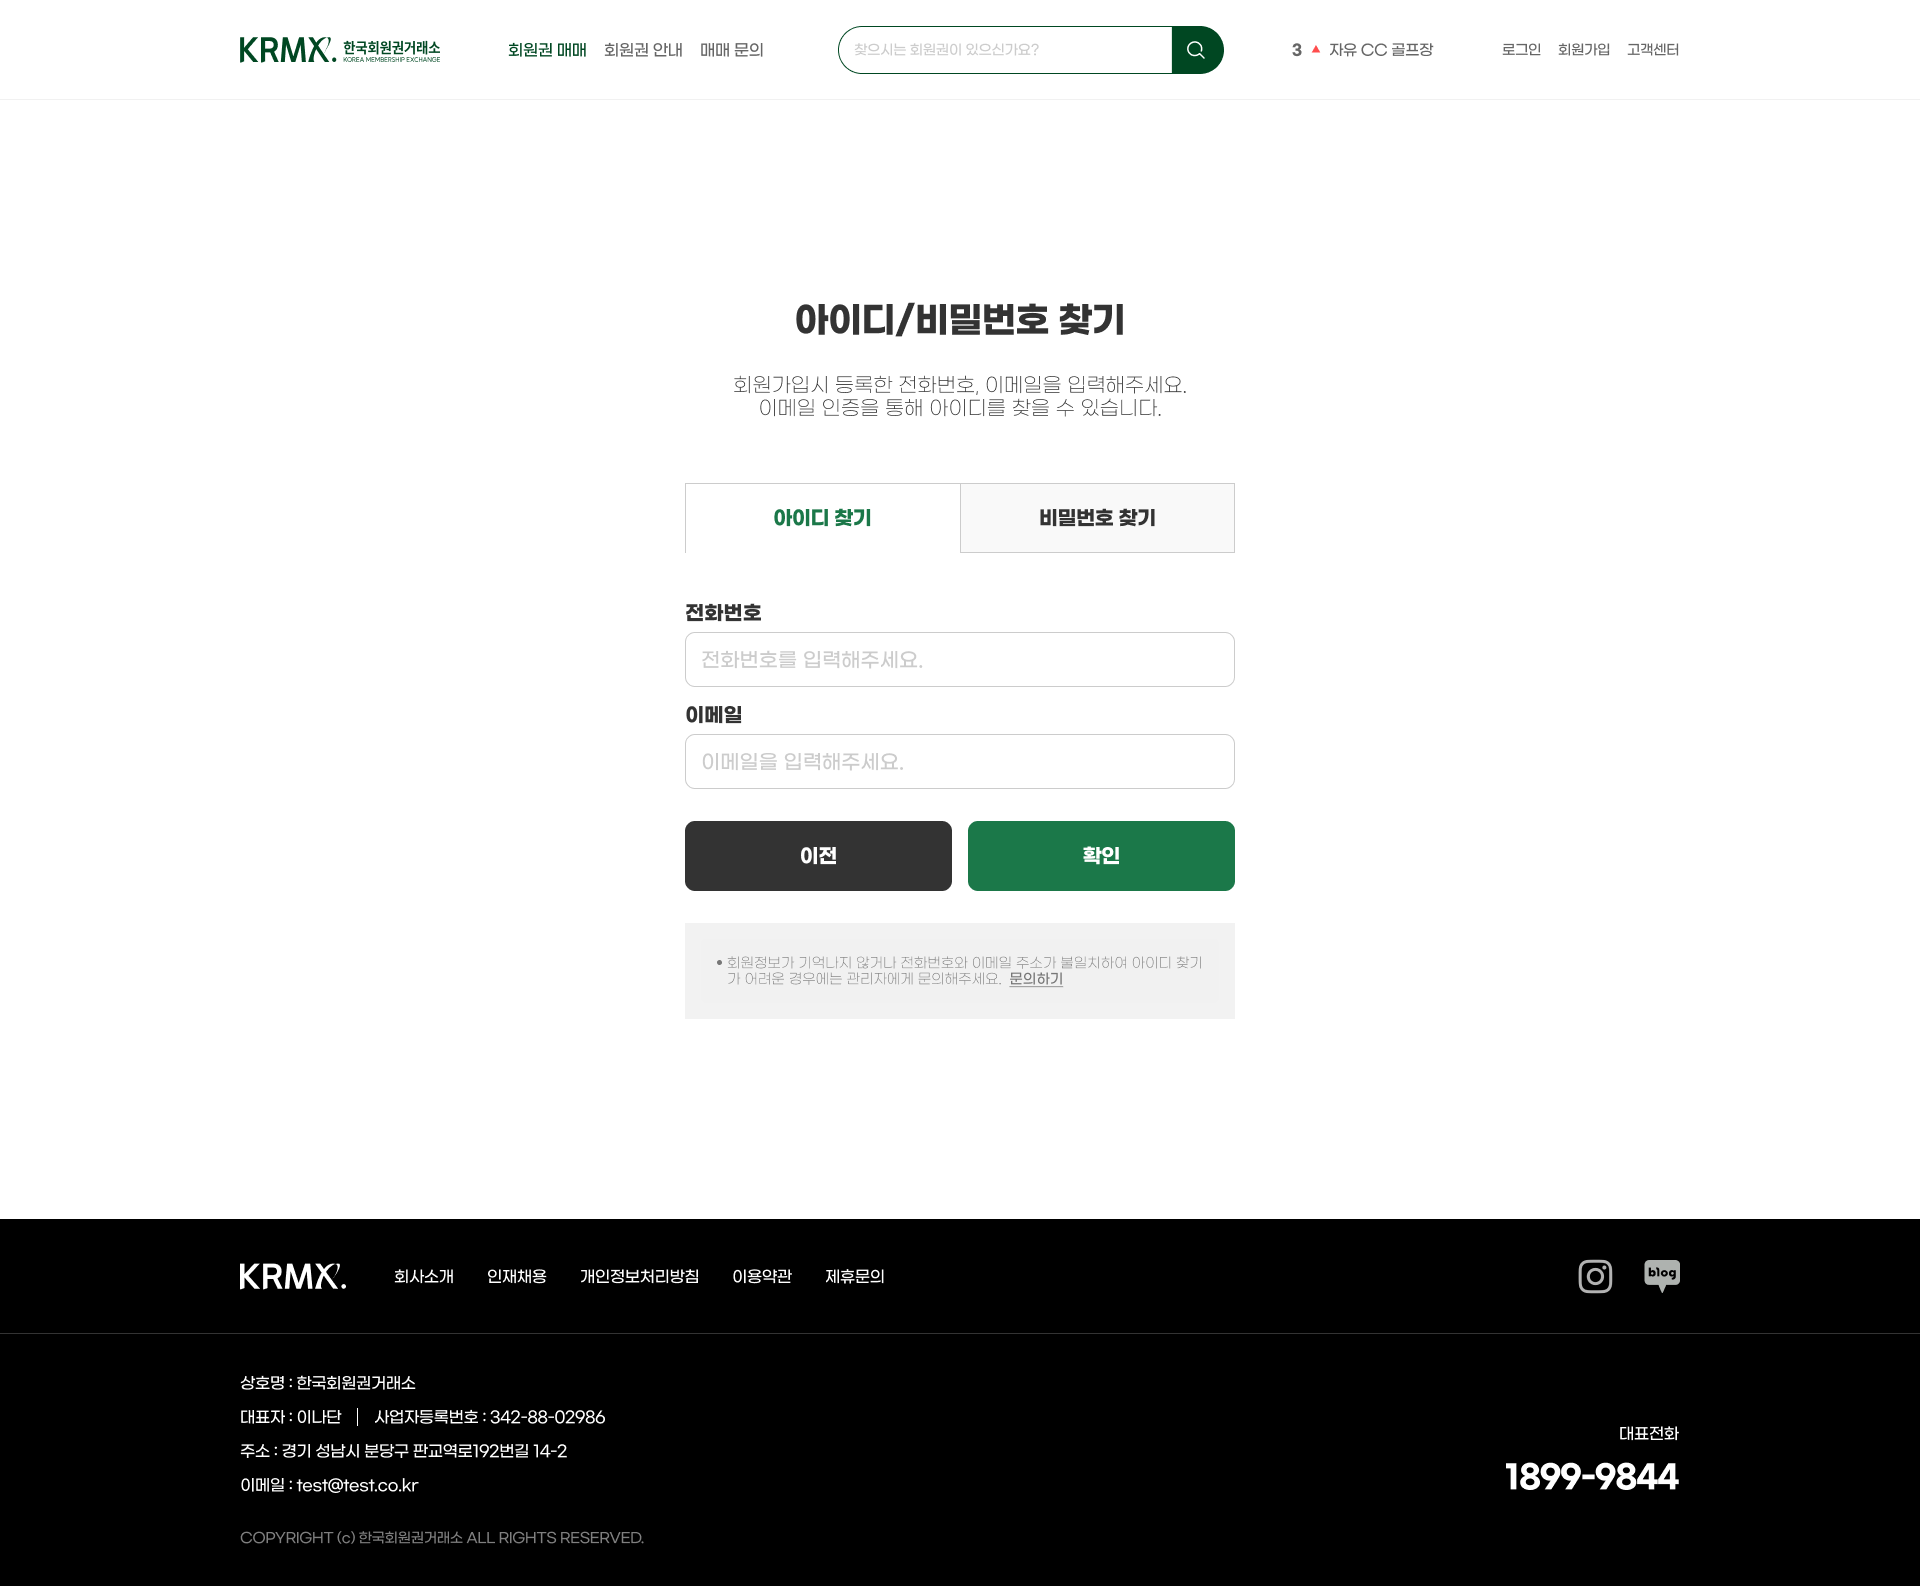 KRMX. 한국회원권거래소
KOREA MEMBERSHIP EXCHANGE
회원권 매매 회원권 안내 매매 문의
찾으시는 회원권이 있으신가요?
3 ▲ 자유 CC 골프장
로그인 회원가입 고객센터
아이디/비밀번호 찾기
회원가입시 등록한 전화번호, 이메일을 입력해주세요.
이메일 인증을 통해 아이디를 찾을 수 있습니다.
아이디 찾기 비밀번호 찾기
전화번호
전화번호를 입력해주세요.
이메일
이메일을 입력해주세요.
이전 확인
• 회원정보가 기억나지 않거나 전화번호와 이메일 주소가 불일치하여 아이디 찾기
가 어려운 경우에는 관리자에게 문의해주세요. 문의하기
KRMX. 회사소개 인재채용 개인정보처리방침 이용약관 제휴문의
blog
상호명 : 한국회원권거래소
대표자 : 이나단 | 사업자등록번호 : 342-88-02986
주소 : 경기 성남시 분당구 판교역로192번길 14-2
이메일 : test@test.co.kr
대표전화
1899-9844
COPYRIGHT (c) 한국회원권거래소 ALL RIGHTS RESERVED.